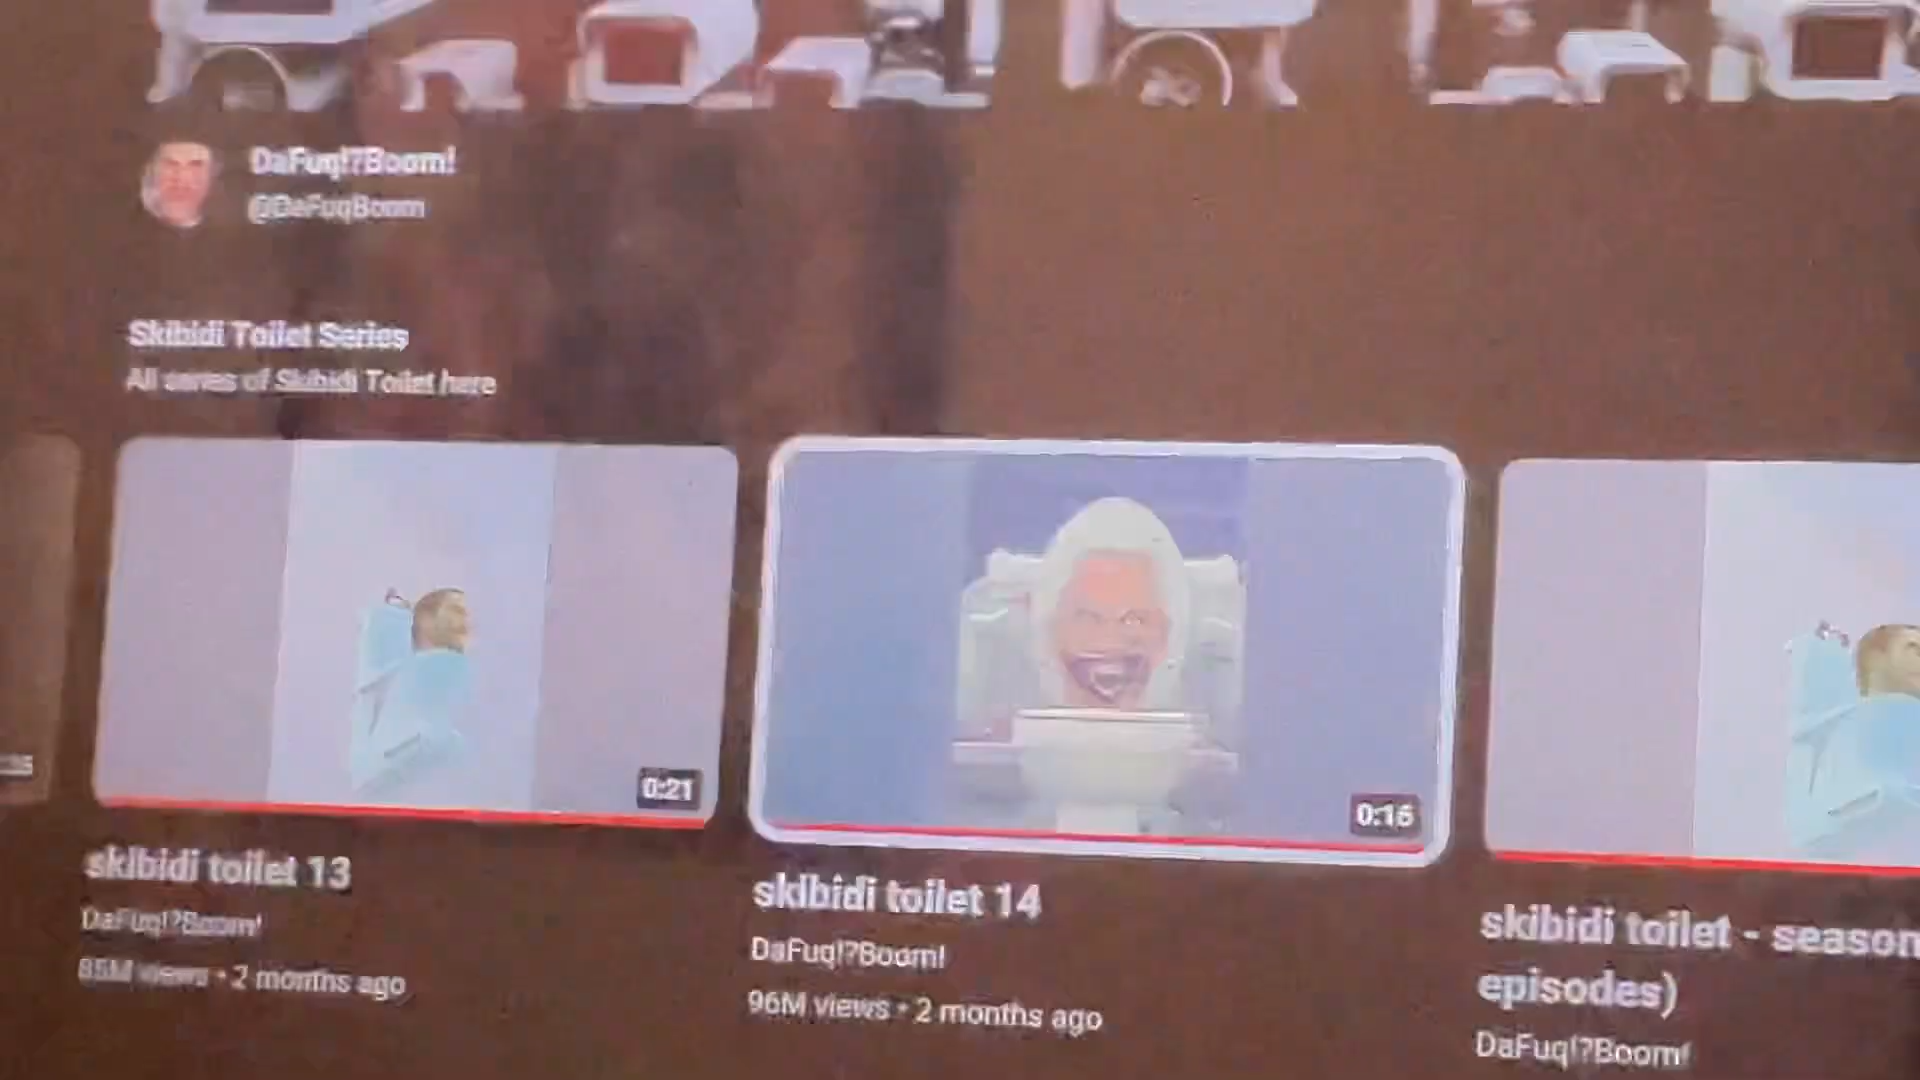 DaFuq!?Boom!
@DaFuqBoom
Skibidi Toilet Series
All series of Skibidi Toilet here
0:21
0:16
skibidi toilet 13
DaFuq!?Boom!
85M views • 2 months ago
skibidi toilet 14
DaFuq!?Boom!
96M views • 2 months ago
skibidi toilet - season
episodes)
DaFuq!?Boom!